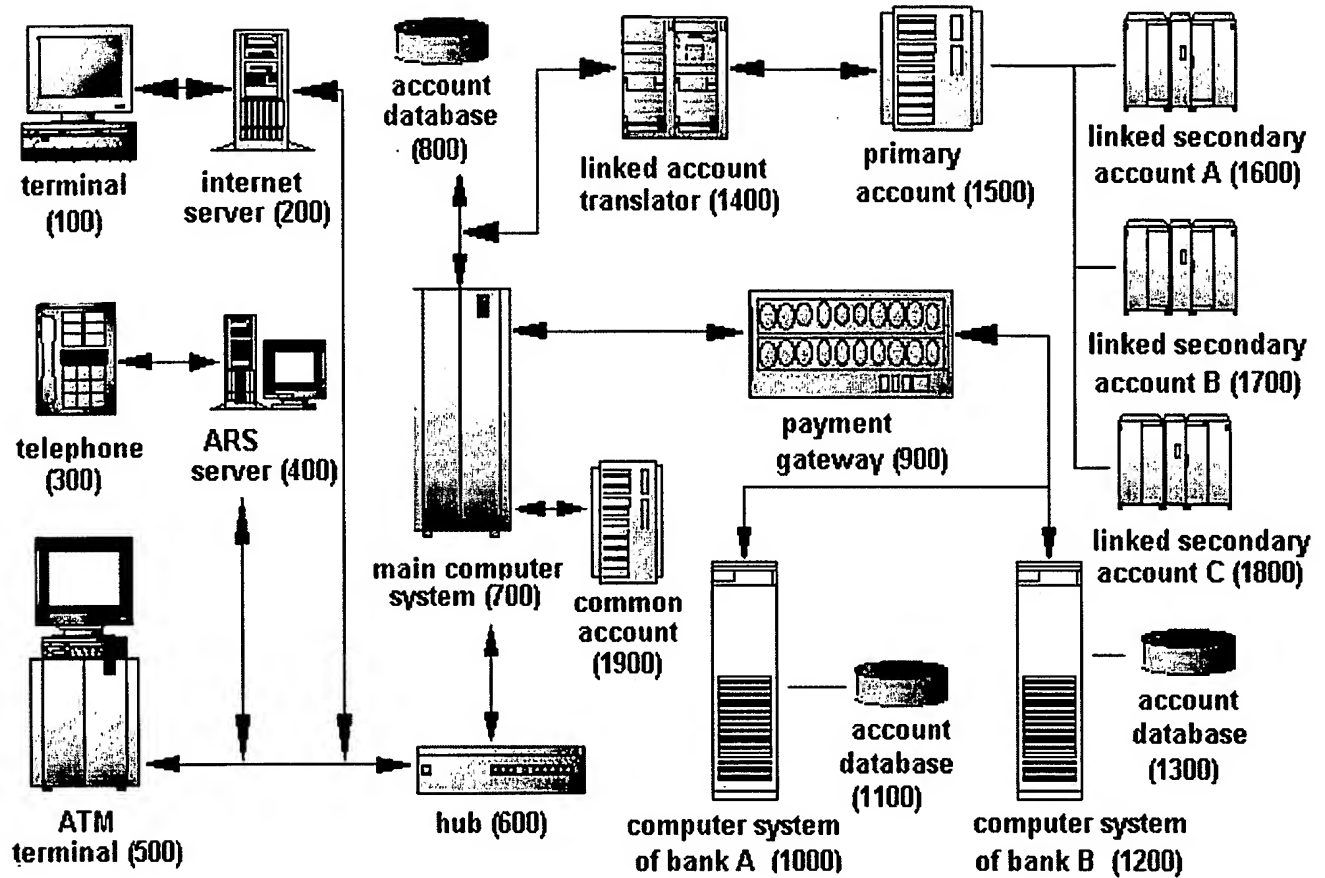 account
database
(800)
terminal
(100)
internet
server (200)
linked account
translator (1400)
primary
account (1500)
linked secondary
account A (1600)
linked secondary
account B (1700)
linked secondary
account C (1800)
telephone
(300)
ARS
server (400)
payment
gateway (900)
main computer
system (700)
common
account
(1900)
ATM
terminal (500)
hub (600)
account
database
(1100)
account
database
(1300)
computer system
of bank A (1000)
computer system
of bank B (1200)